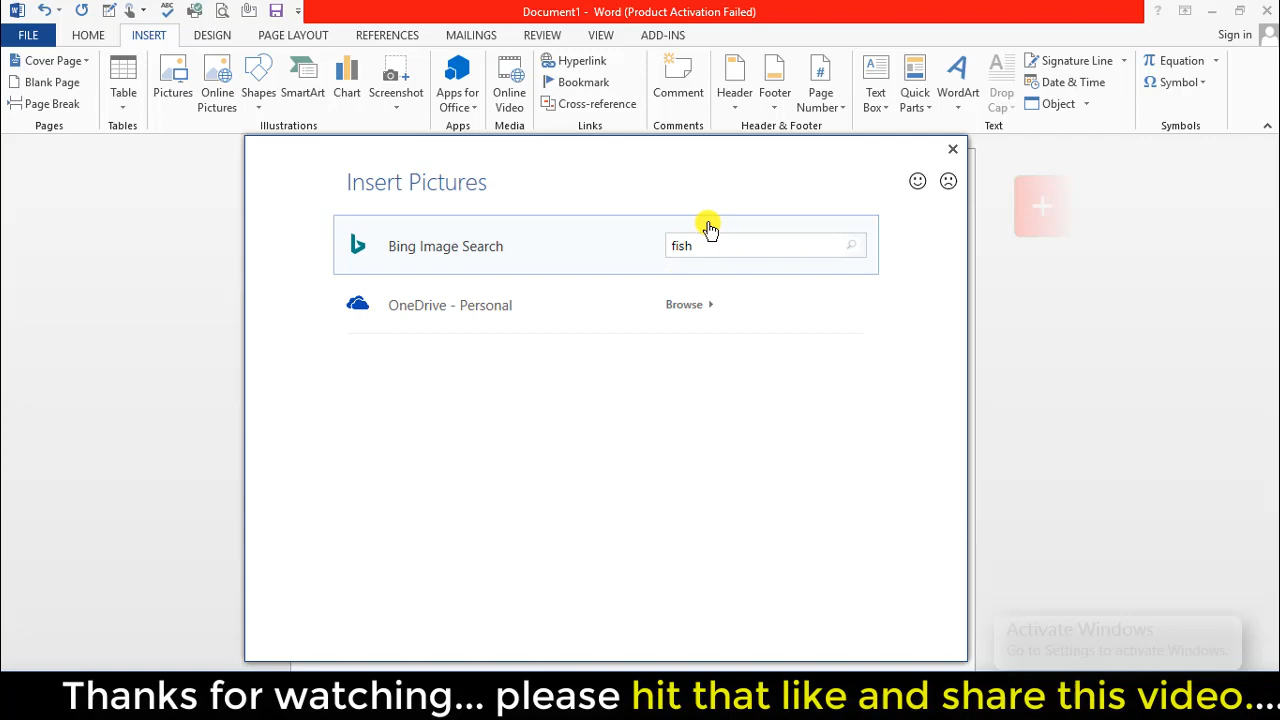 Document1 - Word (Product Activation Failed)
FILE HOME INSERT DESIGN PAGE LAYOUT REFERENCES MAILINGS REVIEW VIEW ADD-INS Sign in
Cover Page
Blank Page
Page Break
Pages
Table
Tables
Pictures
Online Pictures
Shapes
SmartArt
Chart
Screenshot
Illustrations
Apps for Office
Apps
Online Video
Media
Hyperlink
Bookmark
Cross-reference
Links
Comment
Comments
Header
Footer
Page Number
Header & Footer
Text Box
Quick Parts
WordArt
Drop Cap
Signature Line
Date & Time
Object
Text
Equation
Symbol
Symbols
Insert Pictures
Bing Image Search
fish
OneDrive - Personal
Browse
Activate Windows
Go to Settings to activate Windows.
Thanks for watching... please hit that like and share this video....